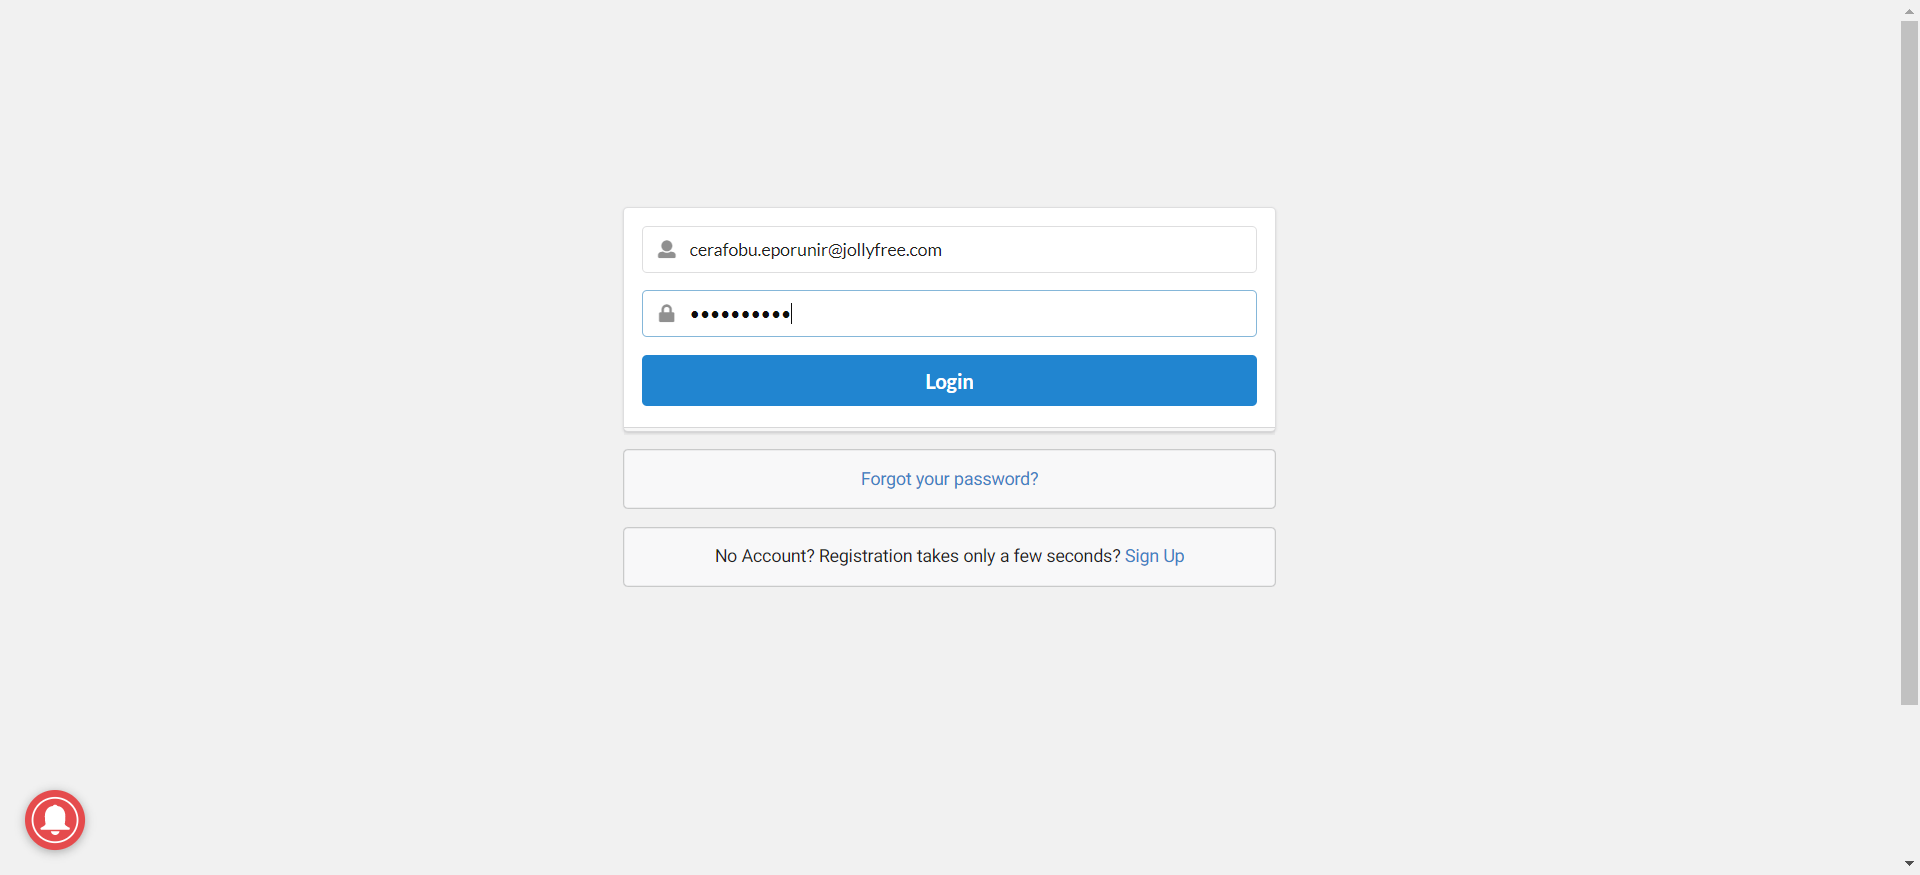 cerafobu.eporunir@jollyfree.com
••••••••••
Login
Forgot your password?
No Account? Registration takes only a few seconds? Sign Up